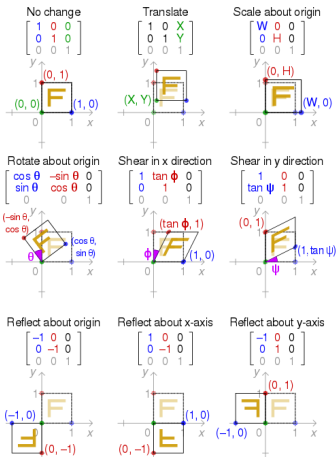 No change
1 0 0
0 1 0
0 0 1
y
1
(0, 1)
(0, 0)
(1, 0)
0
1
x
Translate
1 0 X
0 1 Y
0 0 1
y
1
(X, Y)
0
1
x
Scale about origin
W 0 0
0 H 0
0 0 1
y
1
(0, H)
(W, 0)
0
1
x
Rotate about origin
cos θ −sin θ 0
sin θ cos θ 0
0 0 1
y
(−sin θ,
cos θ)
(cos θ,
sin θ)
θ
0
1
x
Shear in x direction
1 tan ϕ 0
0 1 0
0 0 1
y
1
(tan ϕ, 1)
ϕ
(1, 0)
0
1
x
Shear in y direction
1 0 0
tan ψ 1 0
0 0 1
y
(0, 1)
(1, tan ψ)
ψ
0
1
x
Reflect about origin
−1 0 0
0 −1 0
0 0 1
y
1
(−1, 0)
0
1
x
(0, −1)
Reflect about x-axis
1 0 0
0 −1 0
0 0 1
y
1
(1, 0)
0
1
x
(0, −1)
Reflect about y-axis
−1 0 0
0 1 0
0 0 1
y
1
(0, 1)
(−1, 0)
0
1
x